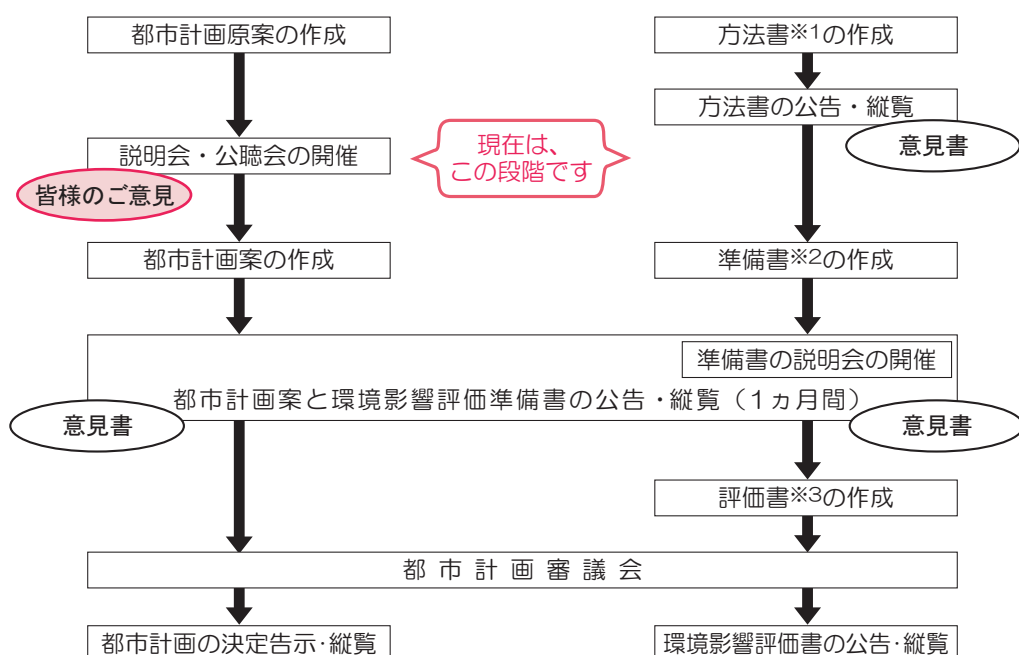 都市計画原案の作成
方法書※1の作成
方法書の公告・縦覧
意見書
現在は、
この段階です
説明会・公聴会の開催
皆様のご意見
都市計画案の作成
準備書※2の作成
準備書の説明会の開催
都市計画案と環境影響評価準備書の公告・縦覧（1ヵ月間）
意見書
意見書
評価書※3の作成
都市計画審議会
都市計画の決定告示・縦覧
環境影響評価書の公告・縦覧